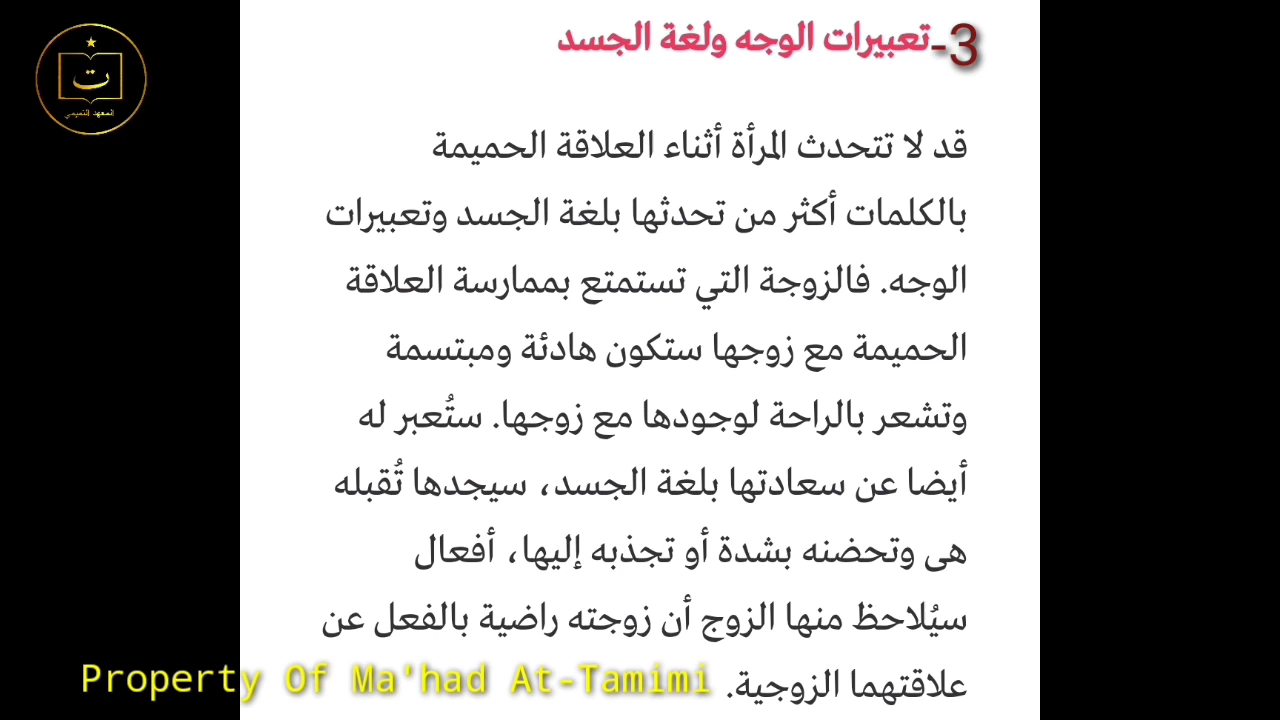 3-تعبيرات الوجه ولغة الجسد
قد لا تتحدث المرأة أثناء العلاقة الحميمة
بالكلمات أكثر من تحدثها بلغة الجسد وتعبيرات
الوجه. فالزوجة التي تستمتع بممارسة العلاقة
الحميمة مع زوجها ستكون هادئة ومبتسمة
وتشعر بالراحة لوجودها مع زوجها. ستُعبر له
أيضا عن سعادتها بلغة الجسد، سيجدها تُقبله
هى وتحضنه بشدة أو تجذبه إليها، أفعال
سيُلاحظ منها الزوج أن زوجته راضية بالفعل عن
علاقتهما الزوجية.
Property Of Ma'had At-Tamimi
ت
المعهد التميمي